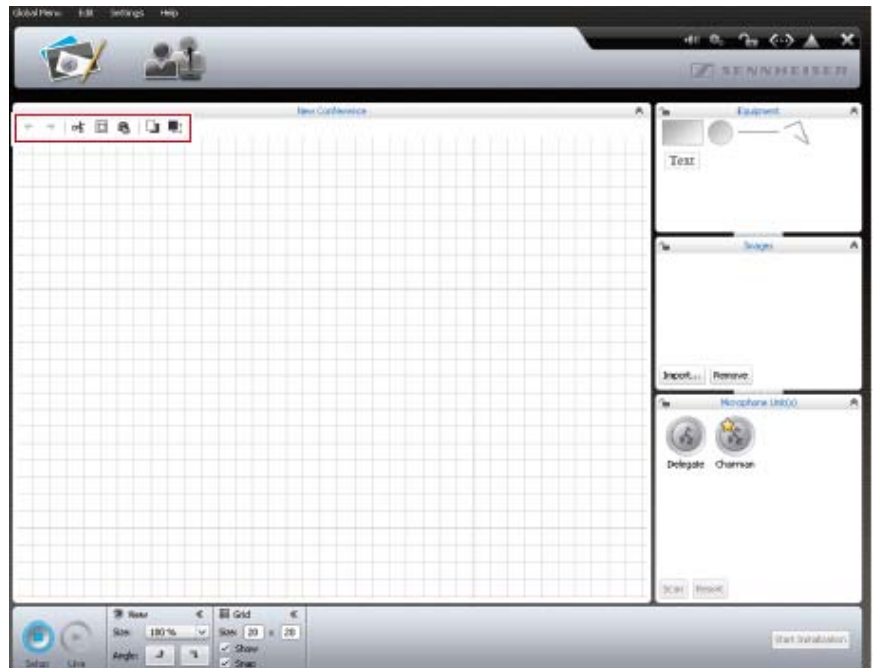 Global Menu Edit Settings Help
SENNHEISER
New Conference
Equipment
Text
Images
Import... Remove
Microphone Unit(s)
Delegate Chairman
Scan Reset
View Grid
Size: 100 % Size: 20 x 20
Angle: Show
Snap
Setup Live
Start Initialization